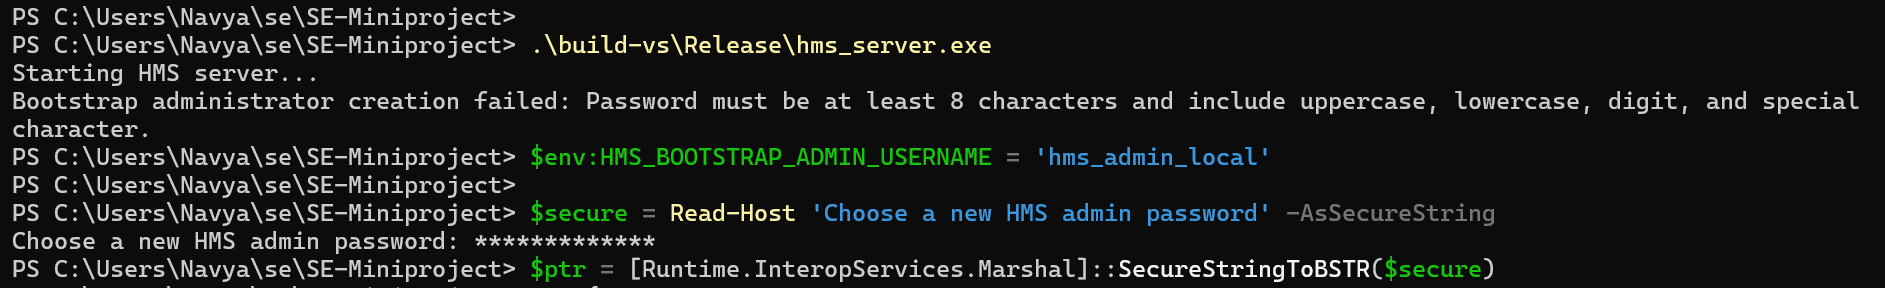 PS C:\Users\Navya\se\SE-Miniproject>
PS C:\Users\Navya\se\SE-Miniproject> .\build-vs\Release\hms_server.exe
Starting HMS server...
Bootstrap administrator creation failed: Password must be at least 8 characters and include uppercase, lowercase, digit, and special
character.
PS C:\Users\Navya\se\SE-Miniproject> $env:HMS_BOOTSTRAP_ADMIN_USERNAME = 'hms_admin_local'
PS C:\Users\Navya\se\SE-Miniproject>
PS C:\Users\Navya\se\SE-Miniproject> $secure = Read-Host 'Choose a new HMS admin password' -AsSecureString
Choose a new HMS admin password: *************
PS C:\Users\Navya\se\SE-Miniproject> $ptr = [Runtime.InteropServices.Marshal]::SecureStringToBSTR($secure)